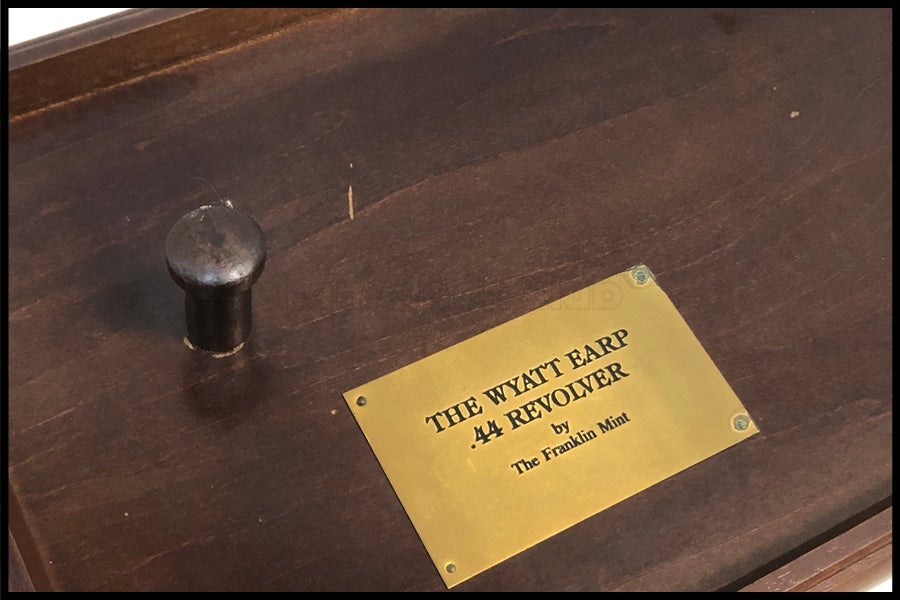 THE WYATT EARP
.44 REVOLVER
by
The Franklin Mint